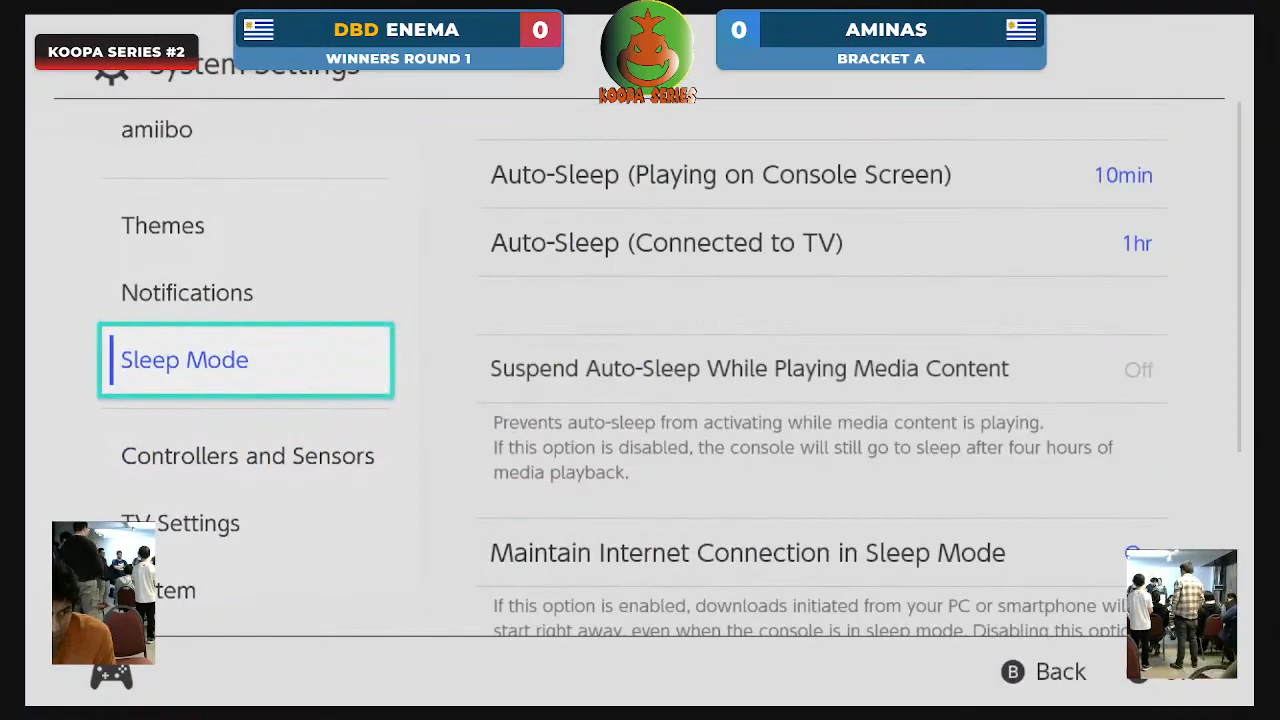 KOOPA SERIES #2
DBD ENEMA 0
WINNERS ROUND 1
KOOPA SERIES
0 AMINAS
BRACKET A
System Settings
amiibo
Themes
Notifications
Sleep Mode
Controllers and Sensors
TV Settings
Auto-Sleep (Playing on Console Screen) 10min
Auto-Sleep (Connected to TV) 1hr
Suspend Auto-Sleep While Playing Media Content Off
Prevents auto-sleep from activating while media content is playing.
If this option is disabled, the console will still go to sleep after four hours of
media playback.
Maintain Internet Connection in Sleep Mode
If this option is enabled, downloads initiated from your PC or smartphone will
start right away, even when the console is in sleep mode. Disabling this
B Back